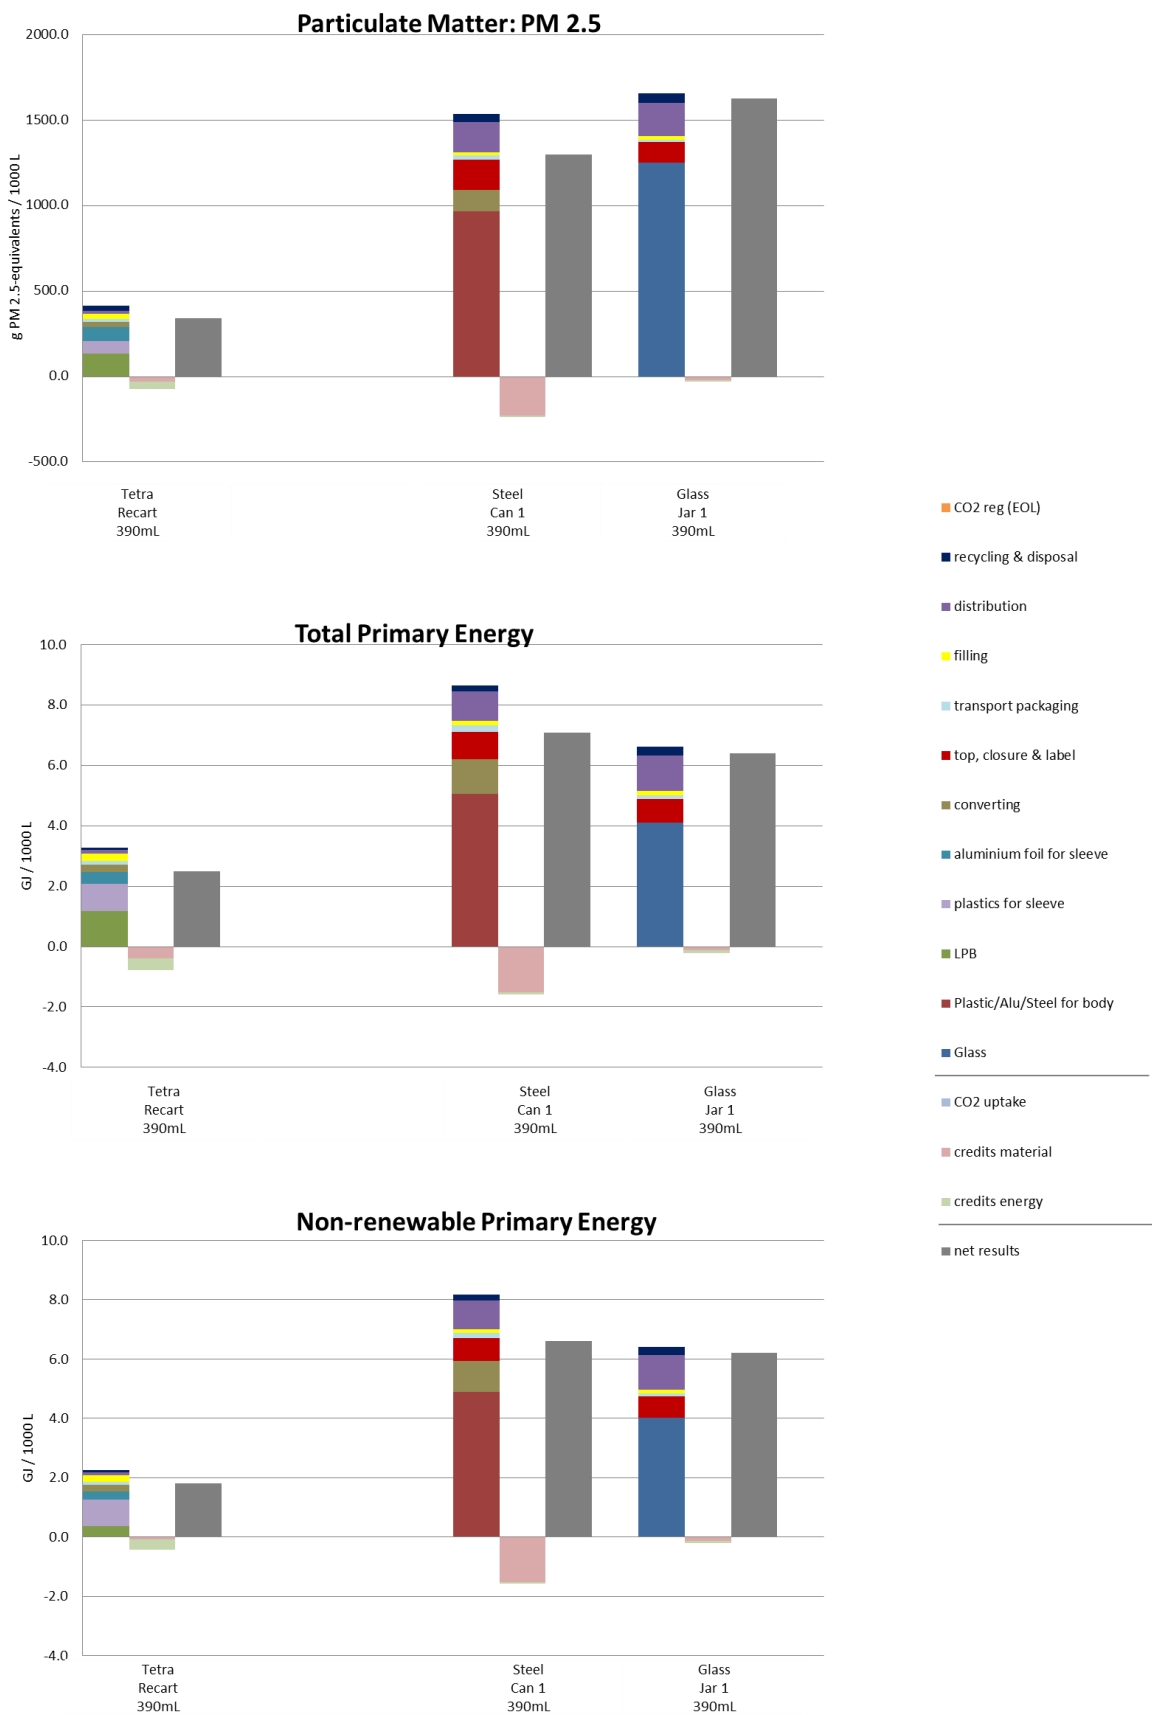 Particulate Matter: PM 2.5
2000.0
1500.0
1000.0
500.0
0.0
-500.0
g PM 2.5-equivalents / 1000 L
Tetra
Recart
390mL
Steel
Can 1
390mL
Glass
Jar 1
390mL
Total Primary Energy
10.0
8.0
6.0
4.0
2.0
0.0
-2.0
-4.0
GJ / 1000 L
Tetra
Recart
390mL
Steel
Can 1
390mL
Glass
Jar 1
390mL
Non-renewable Primary Energy
10.0
8.0
6.0
4.0
2.0
0.0
-2.0
-4.0
GJ / 1000 L
Tetra
Recart
390mL
Steel
Can 1
390mL
Glass
Jar 1
390mL
CO2 reg (EOL)
recycling & disposal
distribution
filling
transport packaging
top, closure & label
converting
aluminium foil for sleeve
plastics for sleeve
LPB
Plastic/Alu/Steel for body
Glass
CO2 uptake
credits material
credits energy
net results